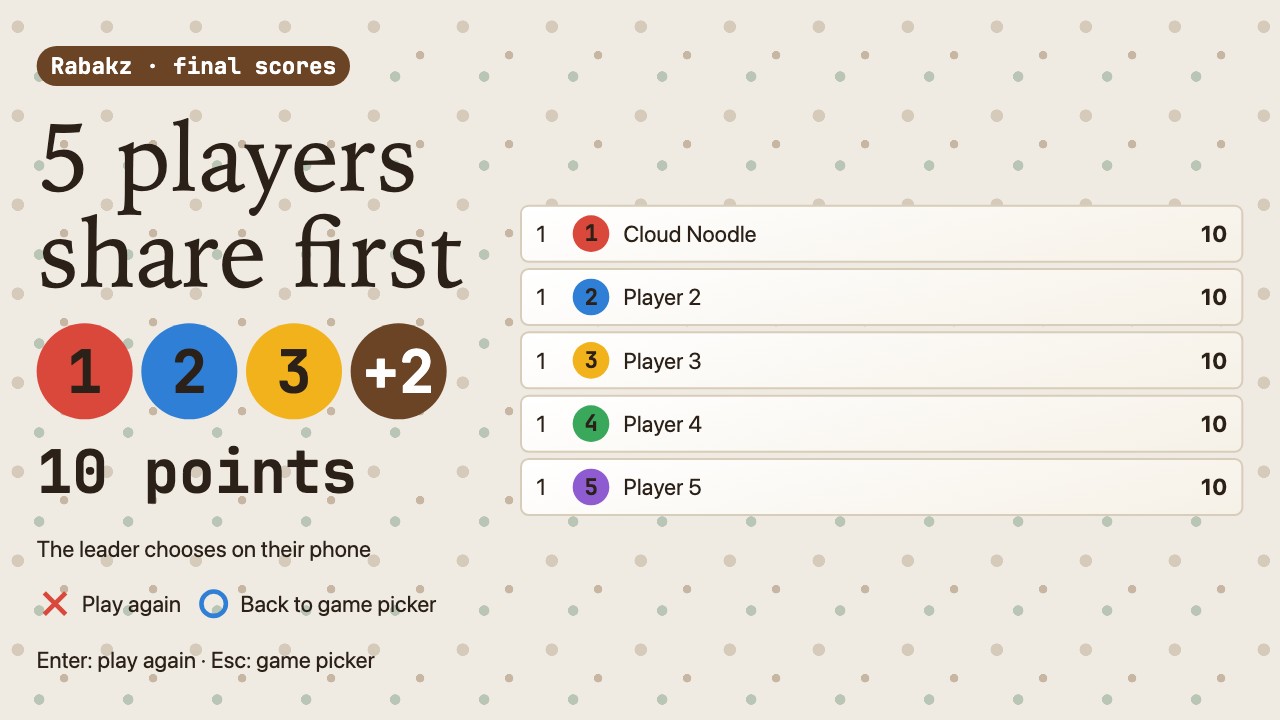 Rabakz · final scores
5 players
share first
1 2 3 +2
10 points
The leader chooses on their phone
Play again Back to game picker
Enter: play again · Esc: game picker
1 1 Cloud Noodle 10
1 2 Player 2 10
1 3 Player 3 10
1 4 Player 4 10
1 5 Player 5 10